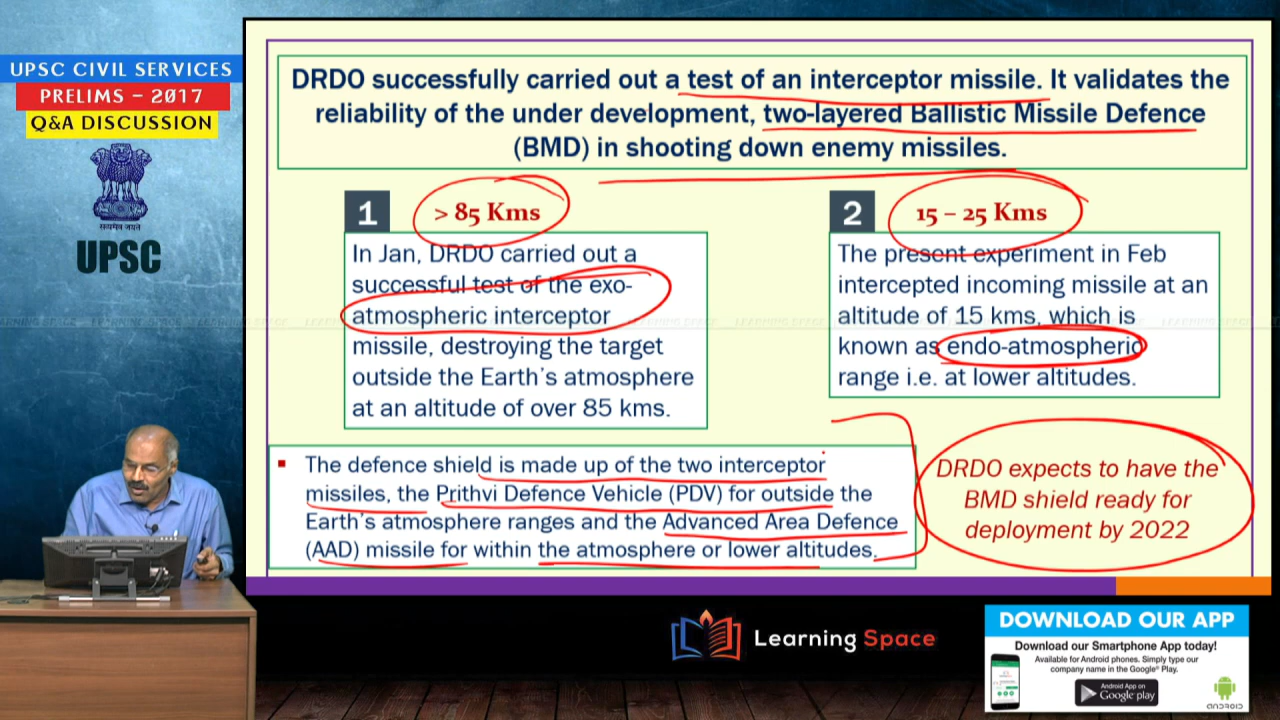 UPSC CIVIL SERVICES
PRELIMS – 2017
Q&A DISCUSSION
सत्यमेव जयते
UPSC
DRDO successfully carried out a test of an interceptor missile. It validates the
reliability of the under development, two-layered Ballistic Missile Defence
(BMD) in shooting down enemy missiles.
1
> 85 Kms
In Jan, DRDO carried out a
successful test of the exo-
atmospheric interceptor
missile, destroying the target
outside the Earth's atmosphere
at an altitude of over 85 kms.
2
15 – 25 Kms
The present experiment in Feb
intercepted incoming missile at an
altitude of 15 kms, which is
known as endo-atmospheric
range i.e. at lower altitudes.
▪ The defence shield is made up of the two interceptor
missiles, the Prithvi Defence Vehicle (PDV) for outside the
Earth's atmosphere ranges and the Advanced Area Defence
(AAD) missile for within the atmosphere or lower altitudes.
DRDO expects to have the
BMD shield ready for
deployment by 2022
Learning Space
DOWNLOAD OUR APP
Download our Smartphone App today!
Available for Android phones. Simply type our
company name in the Google® Play.
Android App on
Google play
ANDROID